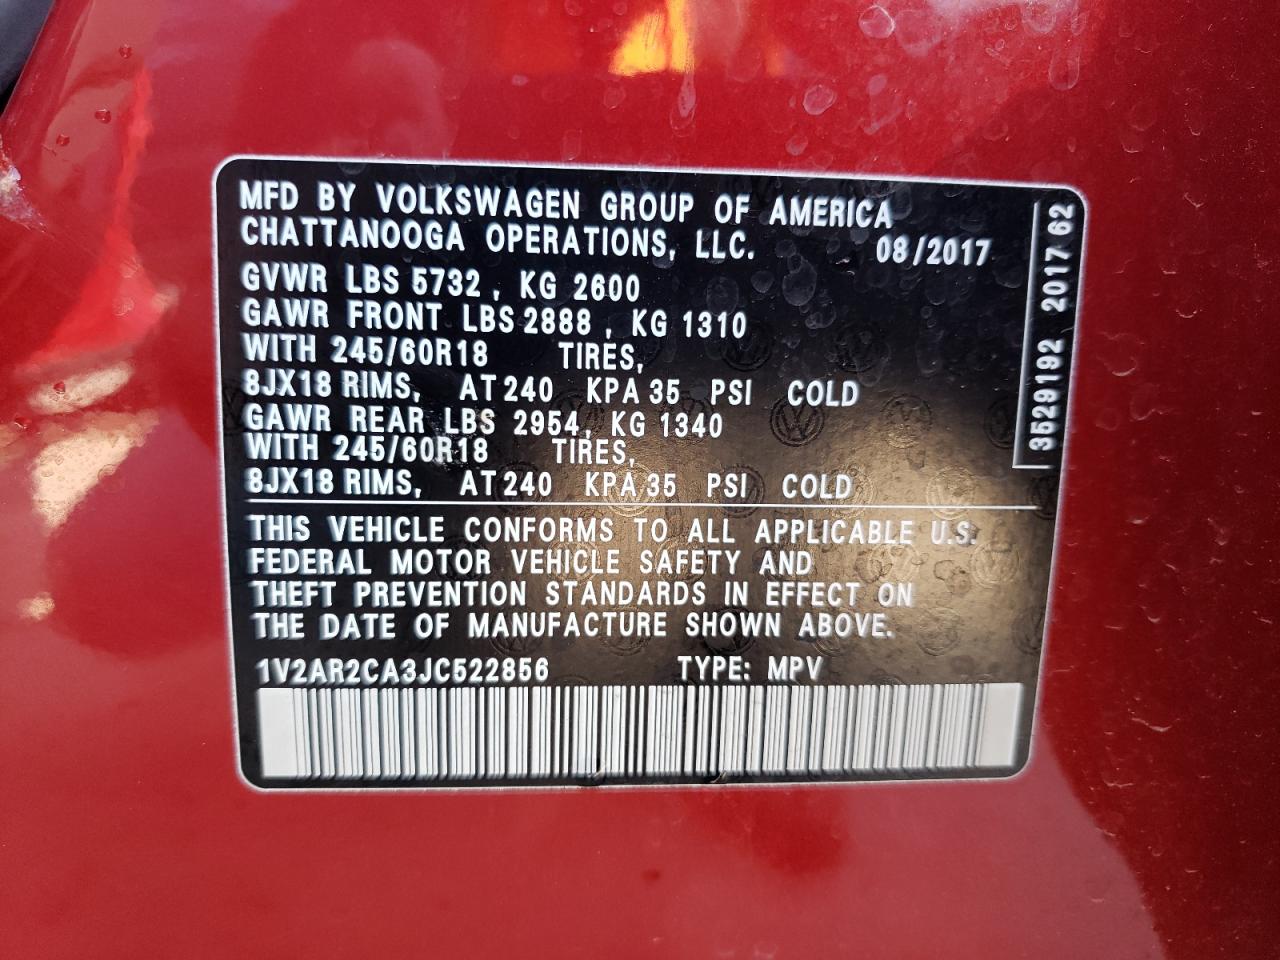 MFD BY VOLKSWAGEN GROUP OF AMERICA
CHATTANOOGA OPERATIONS, LLC. 08/2017
GVWR LBS 5732, KG 2600
GAWR FRONT LBS 2888, KG 1310
WITH 245/60R18 TIRES,
8JX18 RIMS, AT 240 KPA 35 PSI COLD
GAWR REAR LBS 2954, KG 1340
WITH 245/60R18 TIRES,
8JX18 RIMS, AT 240 KPA 35 PSI COLD
THIS VEHICLE CONFORMS TO ALL APPLICABLE U.S.
FEDERAL MOTOR VEHICLE SAFETY AND
THEFT PREVENTION STANDARDS IN EFFECT ON
THE DATE OF MANUFACTURE SHOWN ABOVE.
1V2AR2CA3JC522856 TYPE: MPV
3529192 2017 62